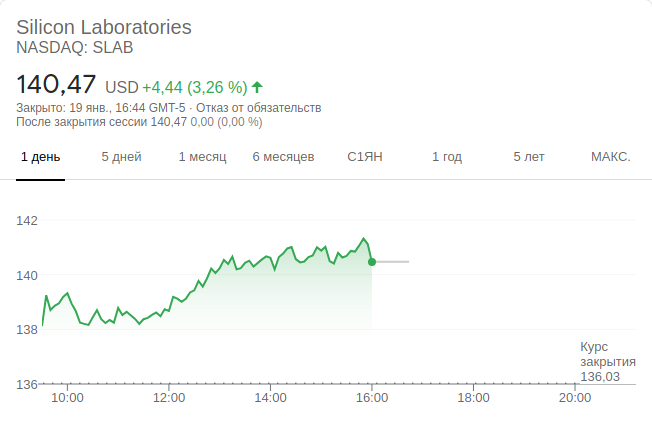 Silicon Laboratories
NASDAQ: SLAB
140,47 USD +4,44 (3,26 %)
Закрыто: 19 янв., 16:44 GMT-5 · Отказ от обязательств
После закрытия сессии 140,47 0,00 (0,00 %)
1 день 5 дней 1 месяц 6 месяцев С1ЯН 1 год 5 лет МАКС.
142
140
138
Курс
закрытия
136,03
136
10:00 12:00 14:00 16:00 18:00 20:00